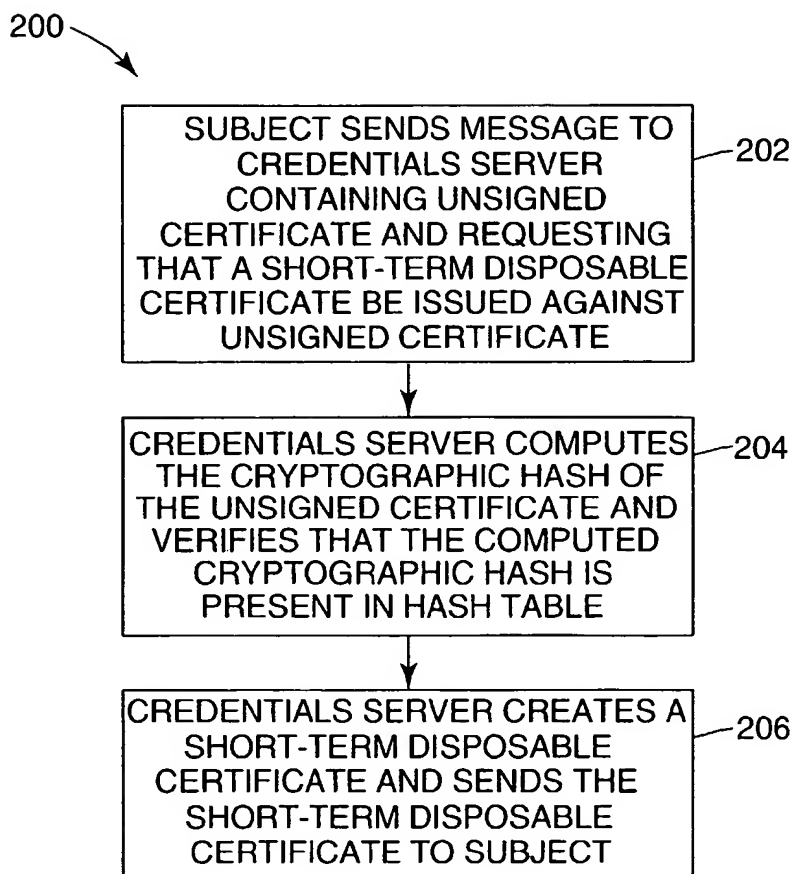 200
SUBJECT SENDS MESSAGE TO
CREDENTIALS SERVER
CONTAINING UNSIGNED
CERTIFICATE AND REQUESTING
THAT A SHORT-TERM DISPOSABLE
CERTIFICATE BE ISSUED AGAINST
UNSIGNED CERTIFICATE
202
CREDENTIALS SERVER COMPUTES
THE CRYPTOGRAPHIC HASH OF
THE UNSIGNED CERTIFICATE AND
VERIFIES THAT THE COMPUTED
CRYPTOGRAPHIC HASH IS
PRESENT IN HASH TABLE
204
CREDENTIALS SERVER CREATES A
SHORT-TERM DISPOSABLE
CERTIFICATE AND SENDS THE
SHORT-TERM DISPOSABLE
CERTIFICATE TO SUBJECT
206